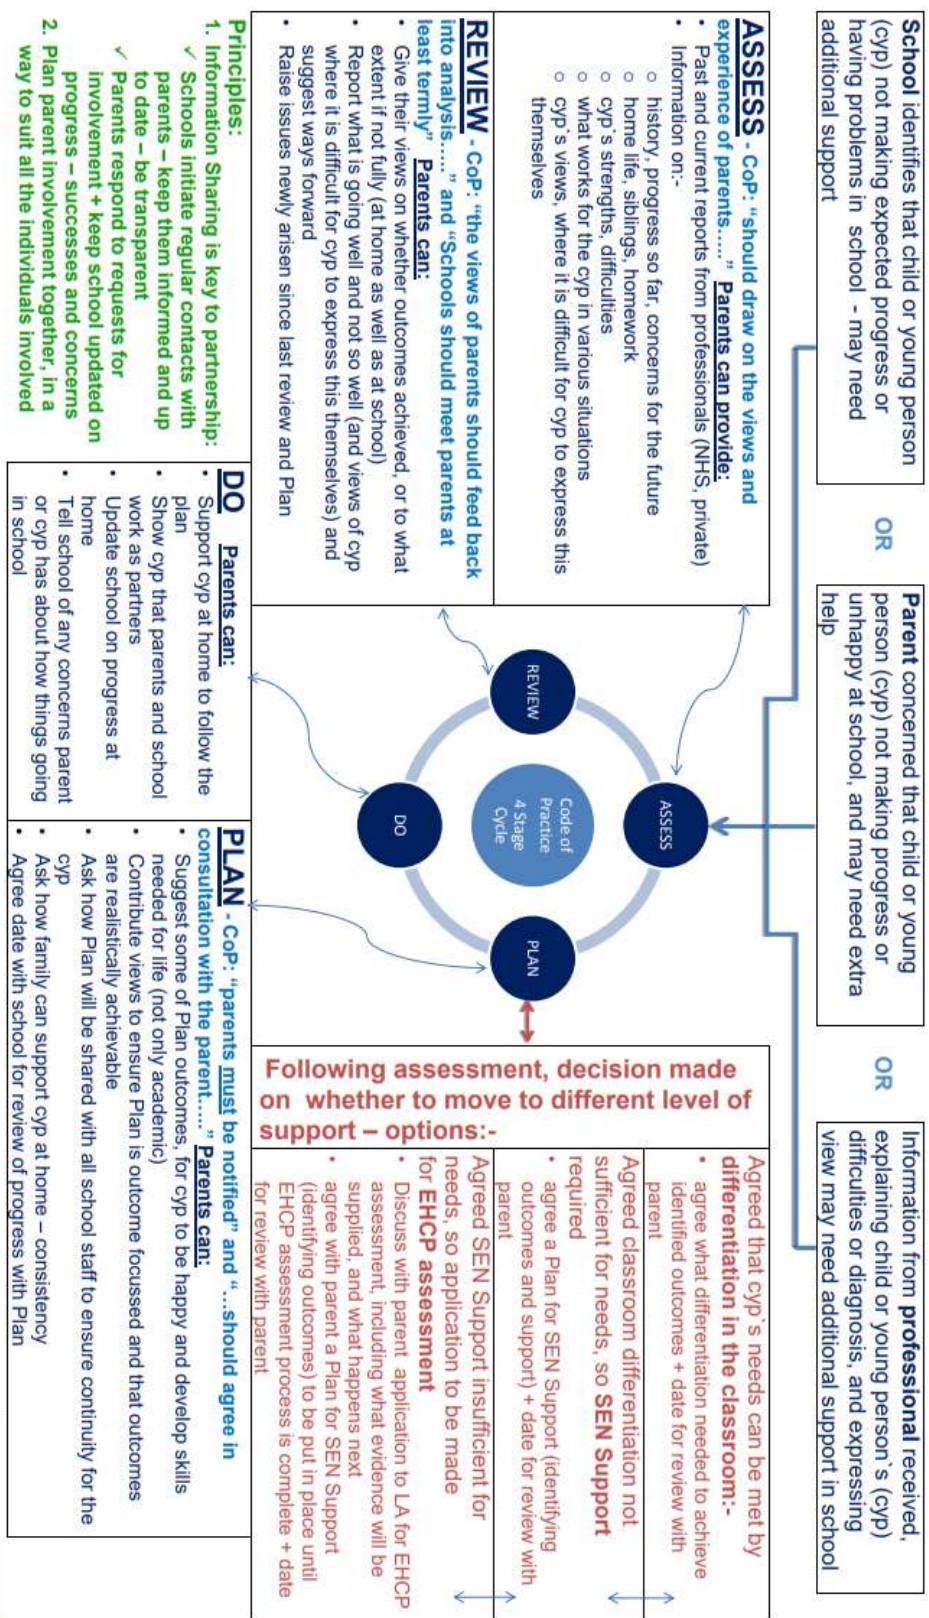 School identifies that child or young person
(cyp) not making expected progress or
having problems in school - may need
additional support
OR
Parent concerned that child or young
person (cyp) not making progress or
unhappy at school, and may need extra
help
OR
Information from professional received,
explaining child or young person`s (cyp)
difficulties or diagnosis, and expressing
view may need additional support in school
ASSESS - CoP: “should draw on the views and
experience of parents…..” Parents can provide:
• Past and current reports from professionals (NHS, private)
• Information on:-
o history, progress so far, concerns for the future
o home life, siblings, homework
o cyp`s strengths, difficulties
o what works for the cyp in various situations
o cyp`s views, where it is difficult for cyp to express this
themselves
REVIEW - CoP: “the views of parents should feed back
into analysis…..” and “Schools should meet parents at
least termly” Parents can:
• Give their views on whether outcomes achieved, or to what
extent if not fully (at home as well as at school)
• Report what is going well and not so well (and views of cyp
where it is difficult for cyp to express this themselves) and
suggest ways forward
• Raise issues newly arisen since last review and Plan
ASSESS
REVIEW
Code of
Practice
4 Stage
Cycle
PLAN
DO
Following assessment, decision made
on whether to move to different level of
support – options:-
Agreed that cyp`s needs can be met by
differentiation in the classroom:-
• agree what differentiation needed to achieve
identified outcomes + date for review with
parent
Agreed classroom differentiation not
sufficient for needs, so SEN Support
required
• agree a Plan for SEN Support (identifying
outcomes and support) + date for review with
parent
Agreed SEN Support insufficient for
needs, so application to be made
for EHCP assessment
• Discuss with parent application to LA for EHCP
assessment, including what evidence will be
supplied, and what happens next
• agree with parent a Plan for SEN Support
(identifying outcomes) to be put in place until
EHCP assessment process is complete + date
for review with parent
Principles:
1. Information Sharing is key to partnership:
✓ Schools initiate regular contacts with
parents – keep them informed and up
to date – be transparent
✓ Parents respond to requests for
involvement + keep school updated on
progress – successes and concerns
2. Plan parent involvement together, in a
way to suit all the individuals involved
DO Parents can:
• Support cyp at home to follow the
plan
• Show cyp that parents and school
work as partners
• Update school on progress at
home
• Tell school of any concerns parent
or cyp has about how things going
in school
PLAN - CoP: “parents must be notified” and “…should agree in
consultation with the parent…..” Parents can:
• Suggest some of Plan outcomes, for cyp to be happy and develop skills
needed for life (not only academic)
• Contribute views to ensure Plan is outcome focussed and that outcomes
are realistically achievable
• Ask how Plan will be shared with all school staff to ensure continuity for the
cyp
• Ask how family can support cyp at home – consistency
• Agree date with school for review of progress with Plan